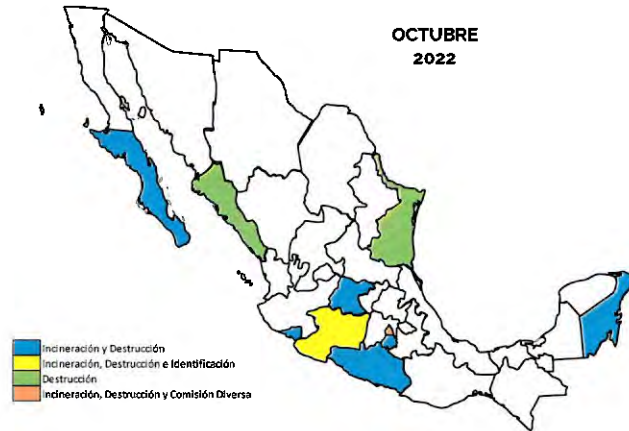 OCTUBRE
2022
Incineración y Destrucción
Incineración, Destrucción e Identificación
Destrucción
Incineración, Destrucción y Comisión Diversa